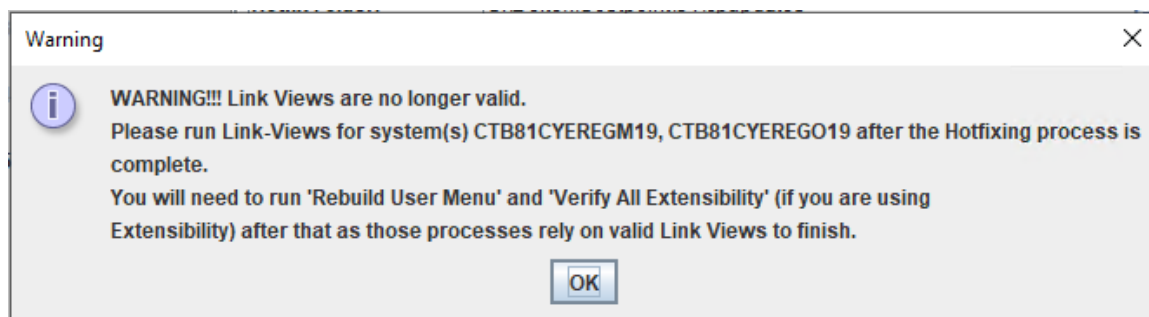 Warning
WARNING!!! Link Views are no longer valid.
Please run Link-Views for system(s) CTB81CYEREGM19, CTB81CYEREGO19 after the Hotfixing process is
complete.
You will need to run 'Rebuild User Menu' and 'Verify All Extensibility' (if you are using
Extensibility) after that as those processes rely on valid Link Views to finish.
OK